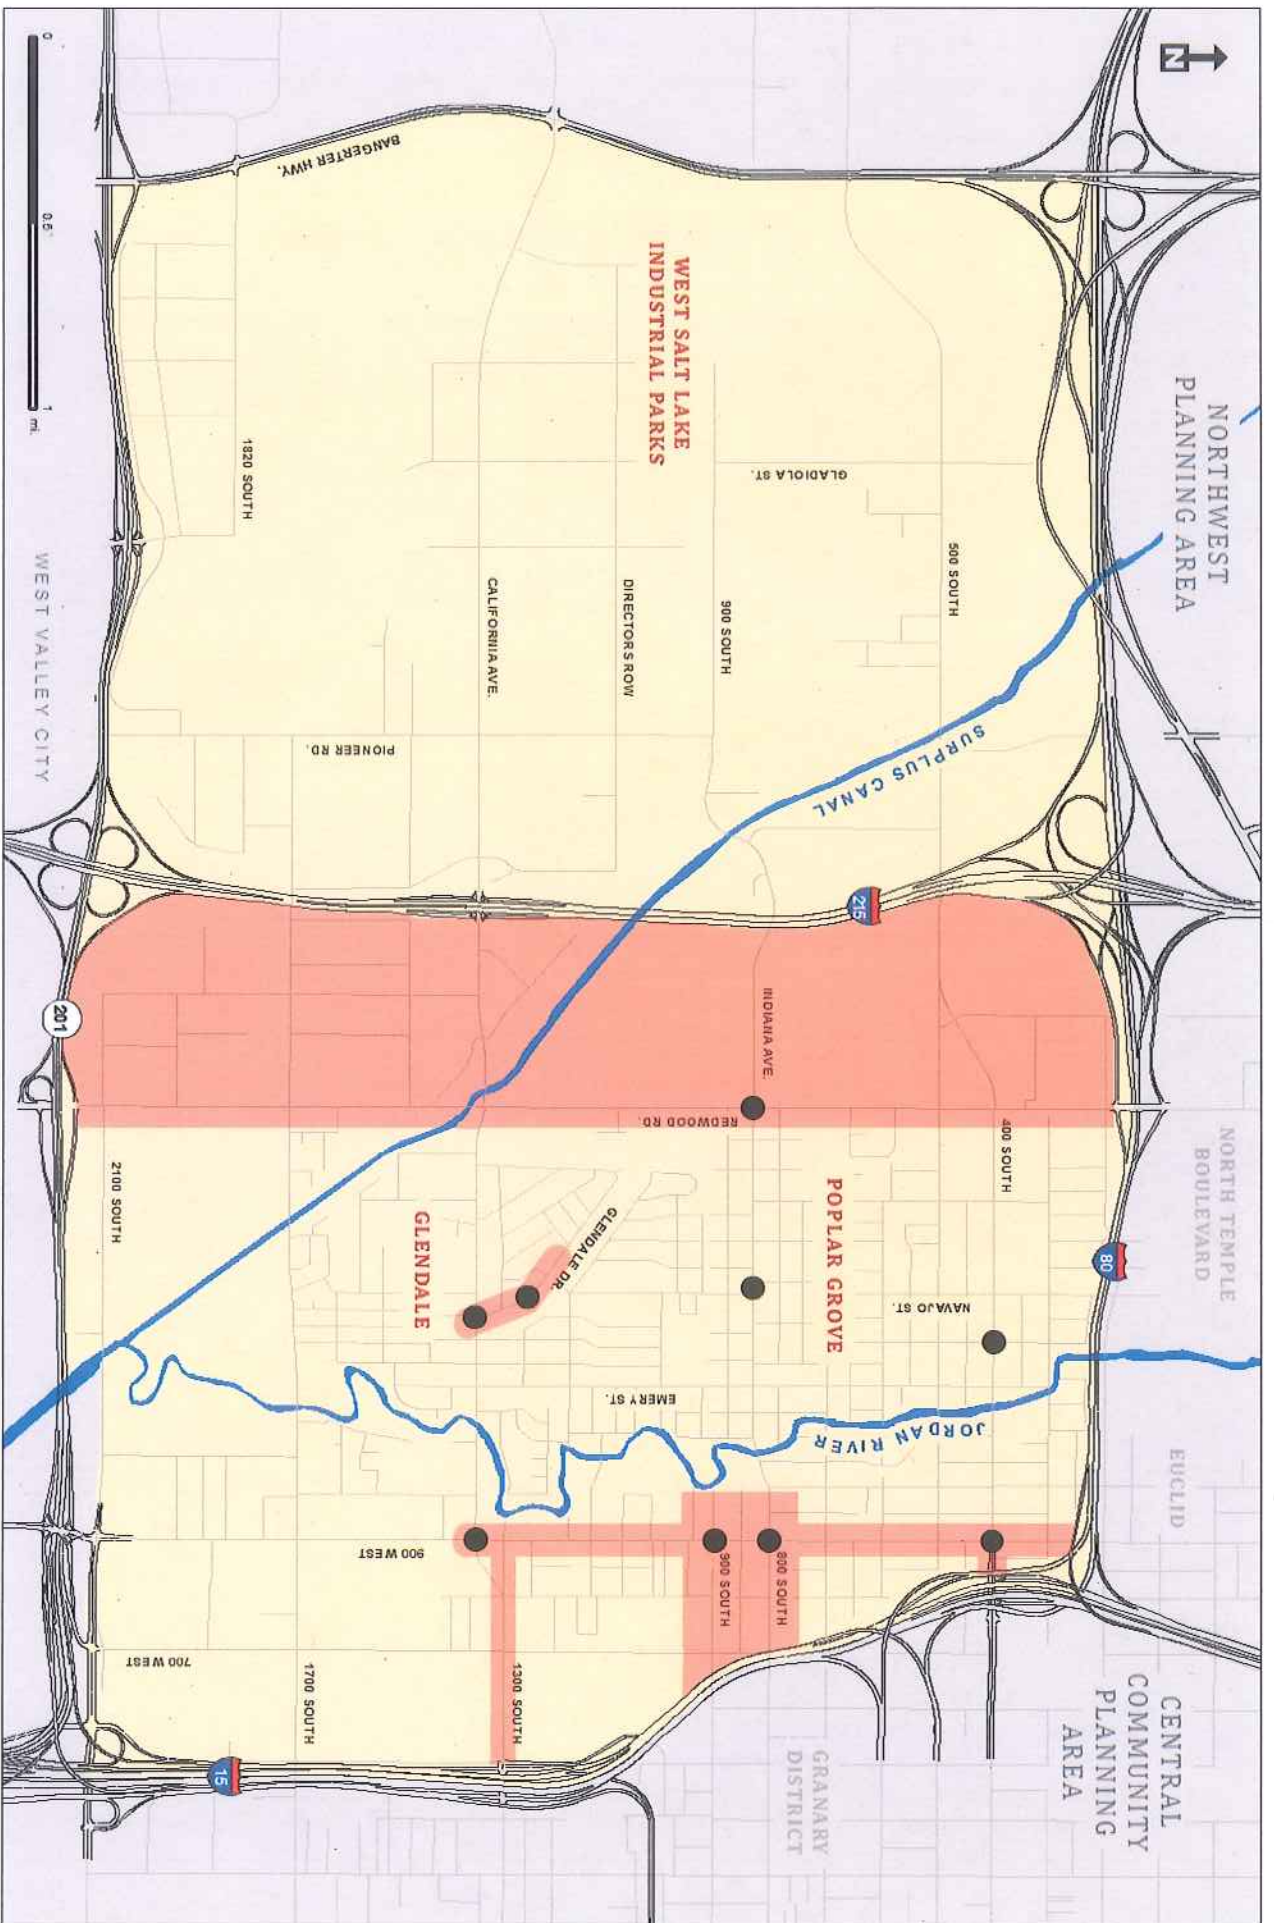 N
NORTHWEST
PLANNING AREA
NORTH TEMPLE
BOULEVARD
EUCLID
CENTRAL
COMMUNITY
PLANNING
AREA
80
500 SOUTH
400 SOUTH
NAVAJO ST.
GLADIOLA ST.
SURPLUS CANAL
215
JORDAN RIVER
POPLAR GROVE
GRANARY
DISTRICT
900 SOUTH
INDIANA AVE.
800 SOUTH
REDWOOD RD.
900 SOUTH
WEST SALT LAKE
INDUSTRIAL PARKS
DIRECTORS ROW
GLENDALE DR.
EMERY ST.
CALIFORNIA AVE.
1300 SOUTH
GLENDALE
BANGERTER HWY.
PIONEER RD.
900 WEST
1700 SOUTH
1820 SOUTH
700 WEST
15
2100 SOUTH
201
WEST VALLEY CITY
0 0.5 1 mi.